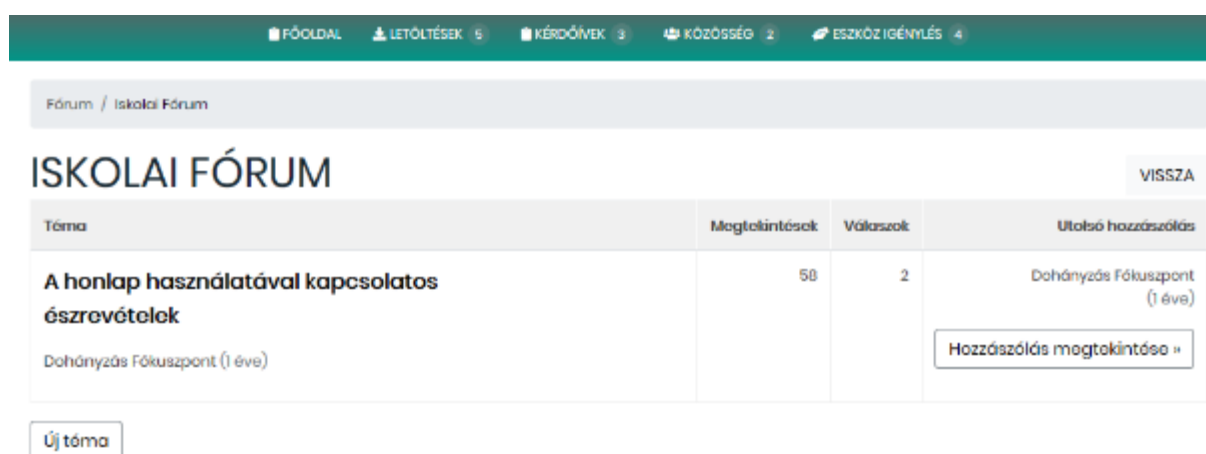 FŐOLDAL LETÖLTÉSEK 5 KÉRDŐÍVEK 3 KÖZÖSSÉG 2 ESZKÖZ IGÉNYLÉS 4
Fórum / Iskolai Fórum
ISKOLAI FÓRUM
VISSZA
Téma Megtekintések Válaszok Utolsó hozzászólás
A honlap használatával kapcsolatos
észrevételek
Dohányzás Fókuszpont (1 éve)
58 2 Dohányzás Fókuszpont
(1 éve)
Hozzászólás megtekintése »
Új téma